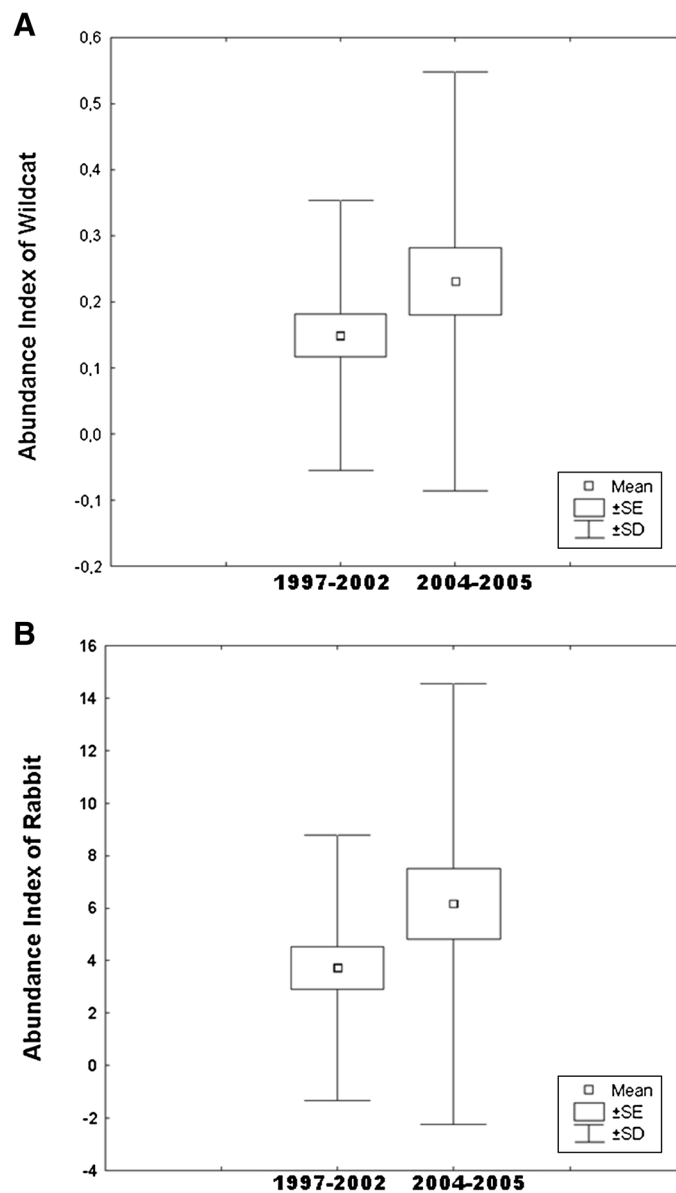 A
Abundance Index of Wildcat
0,6
0,5
0,4
0,3
0,2
0,1
0,0
-0,1
-0,2
1997-2002 2004-2005
Mean
±SE
±SD
B
Abundance Index of Rabbit
16
14
12
10
8
6
4
2
0
-2
-4
1997-2002 2004-2005
Mean
±SE
±SD